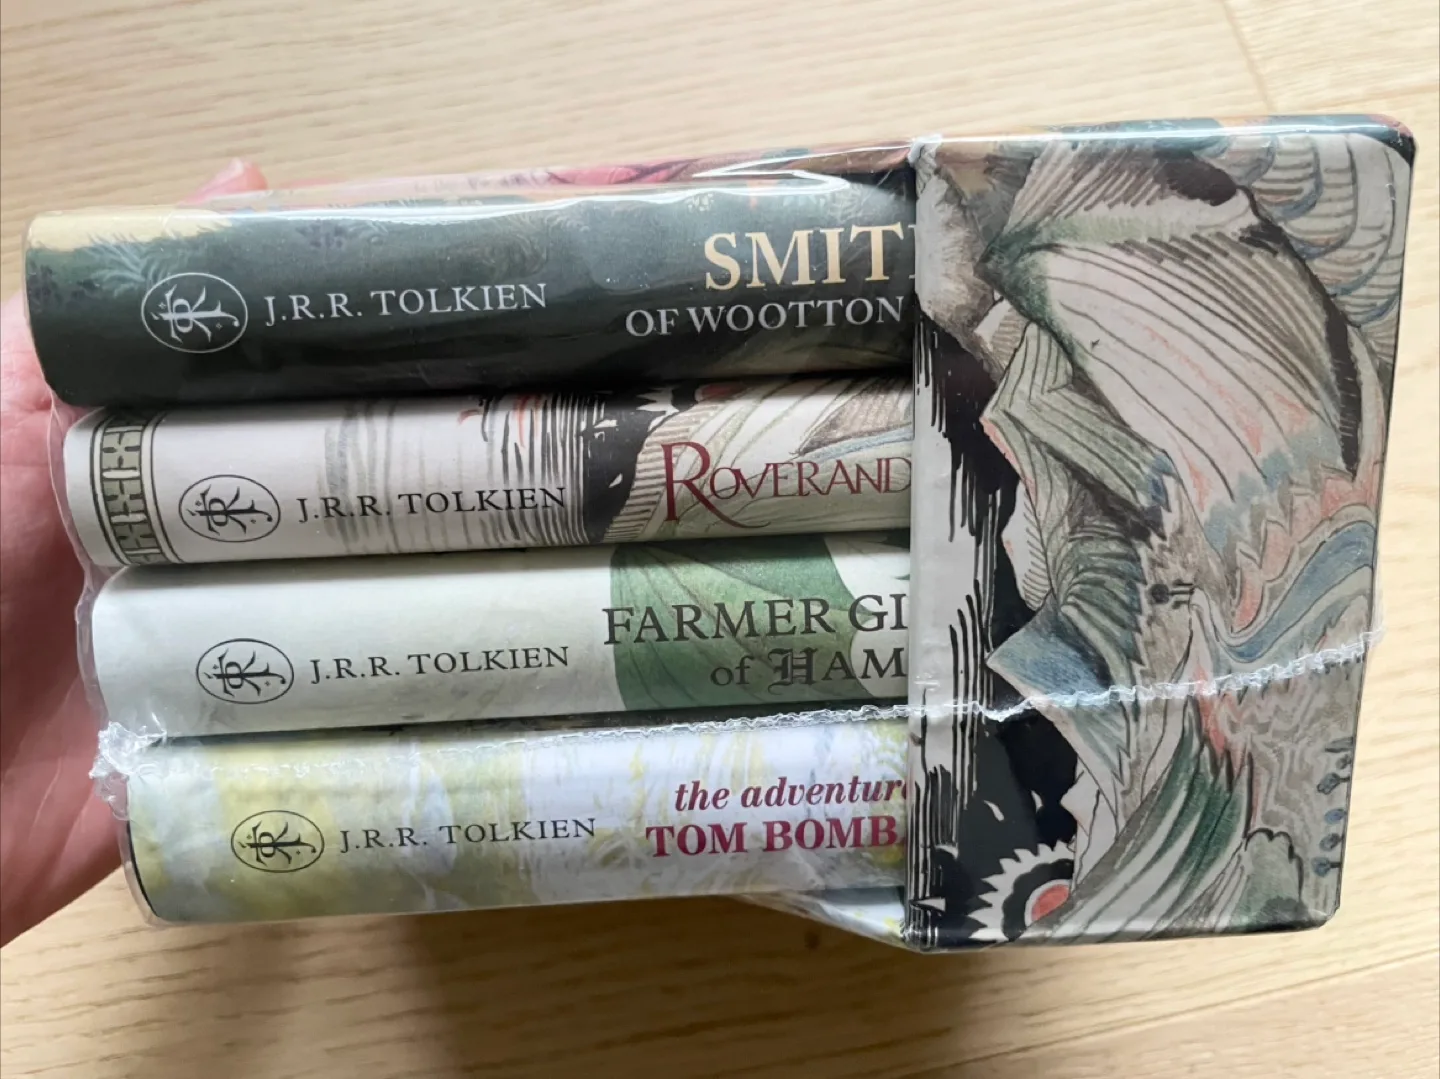 J.R.R. TOLKIEN
SMIT
OF WOOTTON
J.R.R. TOLKIEN
ROVERAND
J.R.R. TOLKIEN
FARMER GI
of HAM
J.R.R. TOLKIEN
the adventur
TOM BOMB